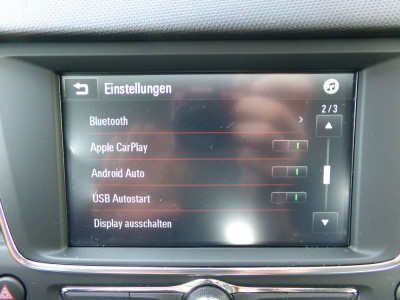 Einstellungen
2/3
Bluetooth
Apple CarPlay
Android Auto
USB Autostart
Display ausschalten